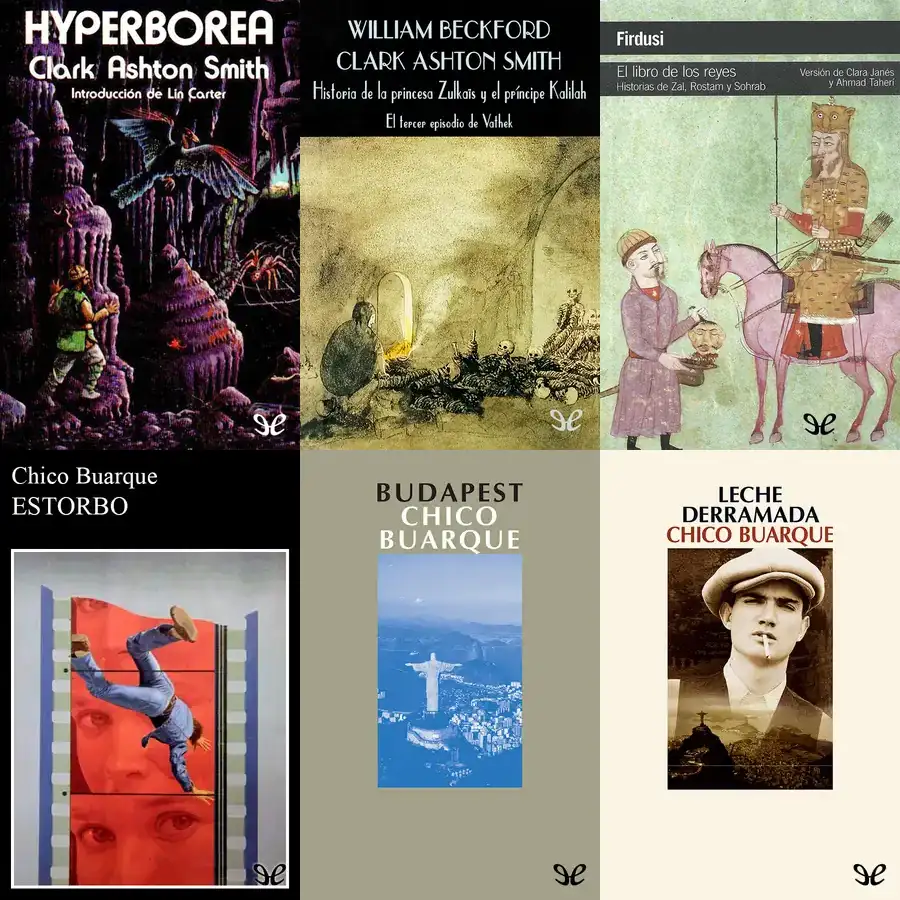 HYPERBOREA
Clark Ashton Smith
Introducción de Lin Carter
WILLIAM BECKFORD
CLARK ASHTON SMITH
Historia de la princesa Zulkaïs y el príncipe Kalilah
El tercer episodio de Vathek
Firdusi
El libro de los reyes
Historias de Zal, Rostam y Sohrab
Versión de Clara Janés
y Ahmad Taherí
Chico Buarque
ESTORBO
BUDAPEST
CHICO
BUARQUE
LECHE
DERRAMADA
CHICO BUARQUE